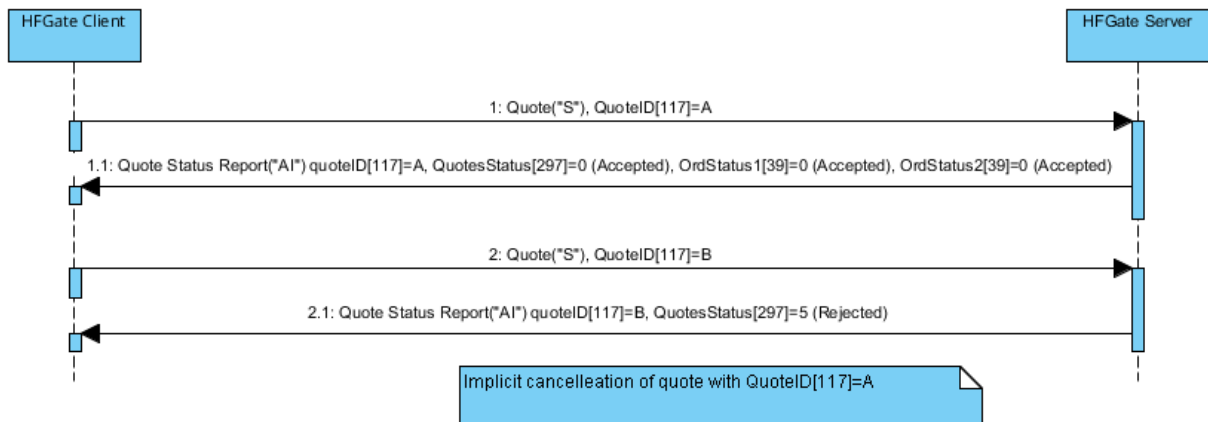 HFGate Client
HFGate Server
1: Quote("S"), QuoteID[117]=A
1.1: Quote Status Report("AI") quoteID[117]=A, QuotesStatus[297]=0 (Accepted), OrdStatus1[39]=0 (Accepted), OrdStatus2[39]=0 (Accepted)
2: Quote("S"), QuoteID[117]=B
2.1: Quote Status Report("AI") quoteID[117]=B, QuotesStatus[297]=5 (Rejected)
Implicit cancelleation of quote with QuoteID[117]=A